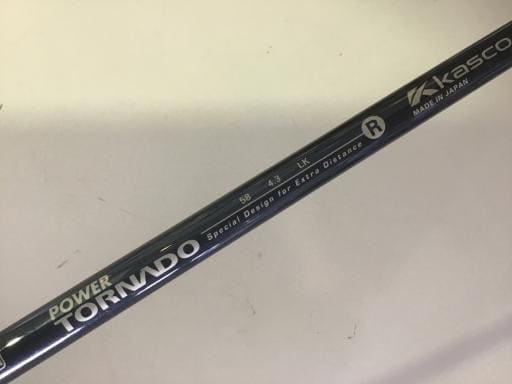 POWER
TORNADO
58 4.3 LK
Special Design for Extra Distance
R
Kasco
MADE IN JAPAN